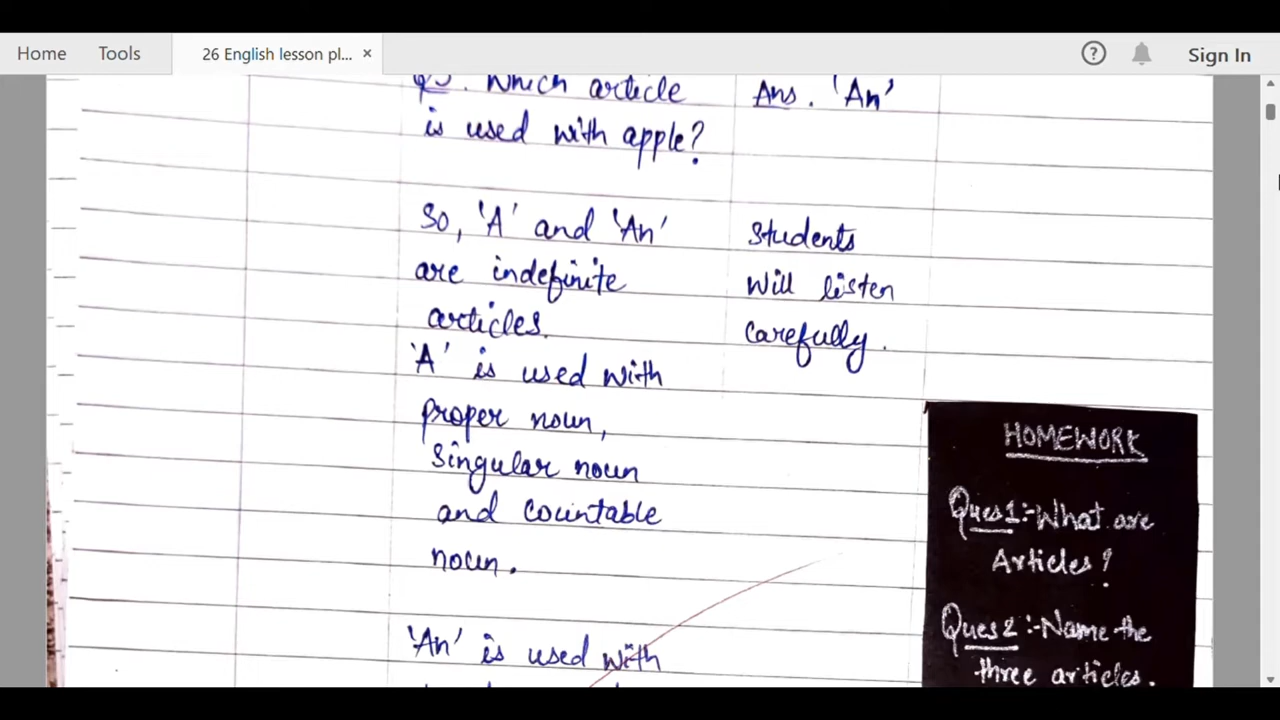 Home Tools 26 English lesson pl... × Sign In
Q3. Which article
is used with apple?
Ans. 'An'
So, 'A' and 'An'
are indefinite
articles.
'A' is used with
proper noun,
singular noun
and countable
noun.
'An' is used with
Students
will listen
carefully.
HOMEWORK
Ques1:-What are
Articles?
Ques2:-Name the
three articles.